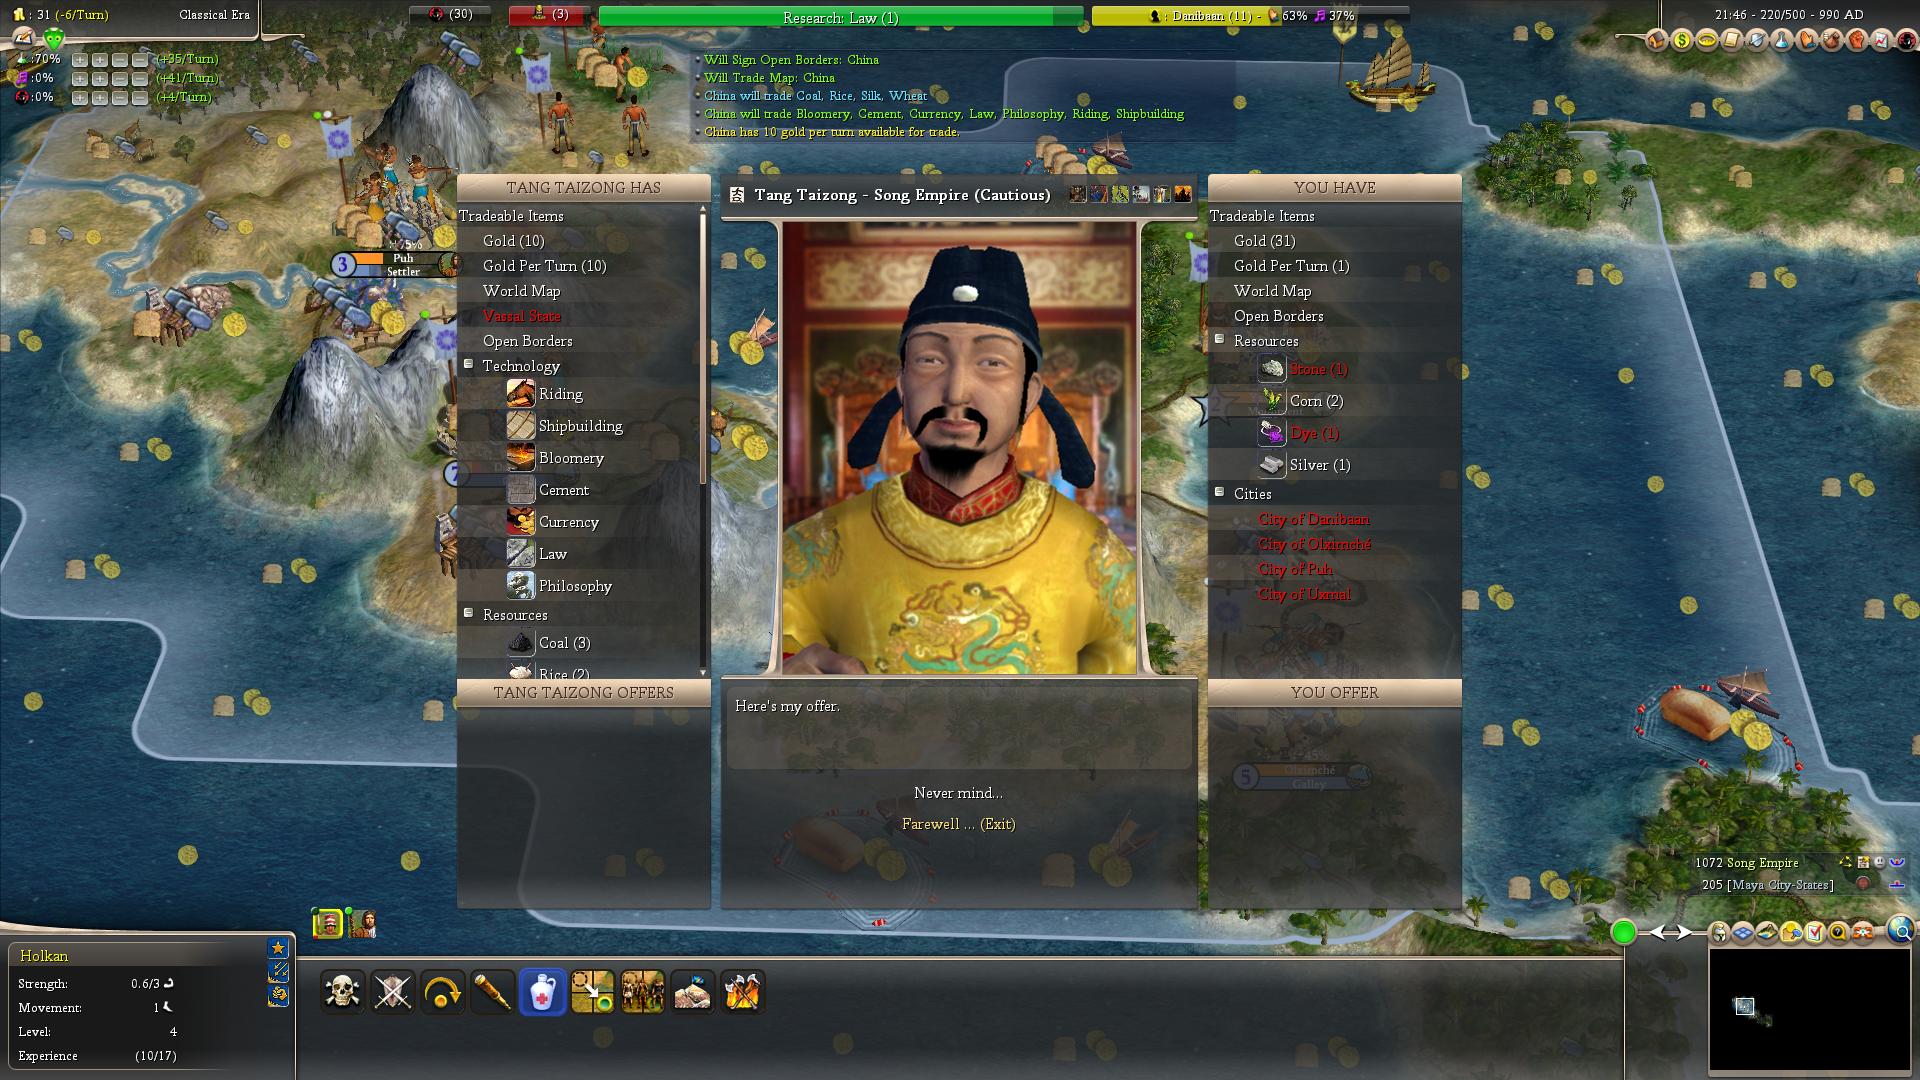 : 31 (-6/Turn)
Classical Era
(30)
(3)
Research: Law (1)
: Danibaan (11) - 63% 37%
21:46 - 220/500 - 990 AD
:70% (+35/Turn)
:0% (+41/Turn)
:0% (+4/Turn)
Will Sign Open Borders: China
Will Trade Map: China
China will trade Coal, Rice, Silk, Wheat
China will trade Bloomery, Cement, Currency, Law, Philosophy, Riding, Shipbuilding
China has 10 gold per turn available for trade.
TANG TAIZONG HAS
Tradeable Items
Gold (10)
Gold Per Turn (10)
World Map
Vassal State
Open Borders
Technology
Riding
Shipbuilding
Bloomery
Cement
Currency
Law
Philosophy
Resources
Coal (3)
Rice (2)
Tang Taizong - Song Empire (Cautious)
YOU HAVE
Tradeable Items
Gold (31)
Gold Per Turn (1)
World Map
Open Borders
Resources
Stone (1)
Corn (2)
Dye (1)
Silver (1)
Cities
City of Danibaan
City of Olximché
City of Puh
City of Uxmal
3
Puh
Settler
7
TANG TAIZONG OFFERS
Here's my offer.
Never mind...
Farewell ... (Exit)
YOU OFFER
+45%
5
Olximché
Galley
1072 Song Empire
205 [Maya City-States]
Holkan
Strength: 0.6/3
Movement: 1
Level: 4
Experience (10/17)